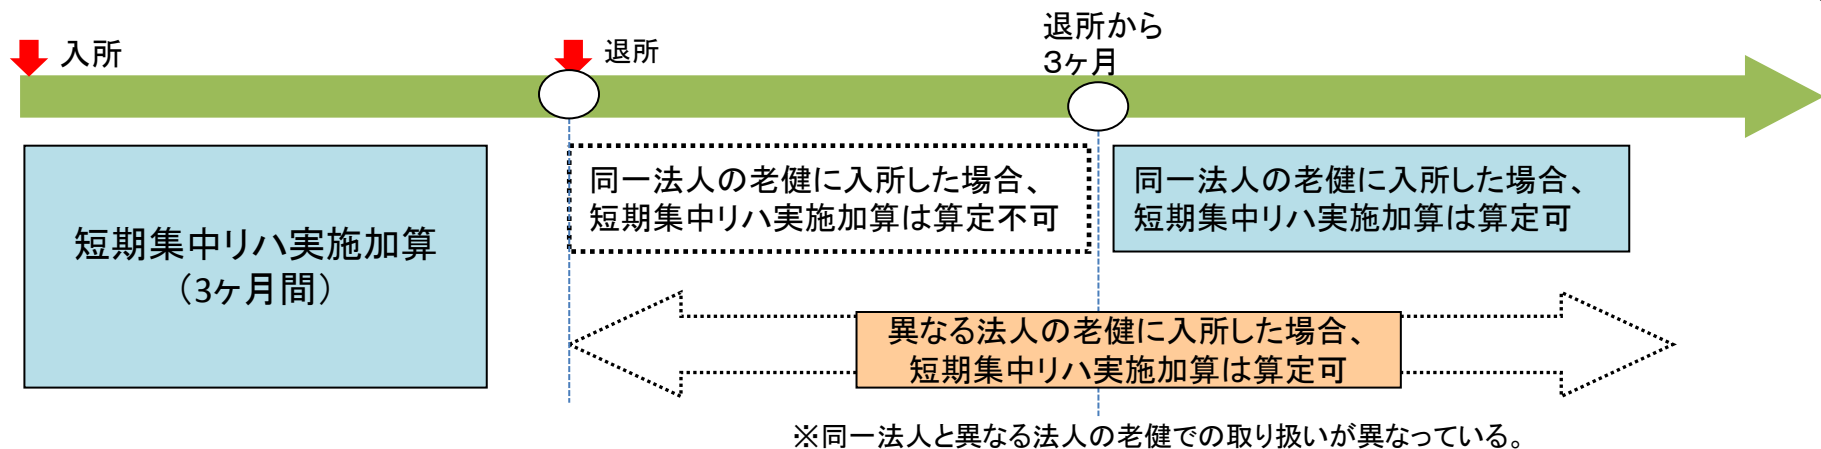 入所
退所
退所から
３ヶ月
短期集中リハ実施加算
（3ヶ月間）
同一法人の老健に入所した場合、
短期集中リハ実施加算は算定不可
同一法人の老健に入所した場合、
短期集中リハ実施加算は算定可
異なる法人の老健に入所した場合、
短期集中リハ実施加算は算定可
※同一法人と異なる法人の老健での取り扱いが異なっている。